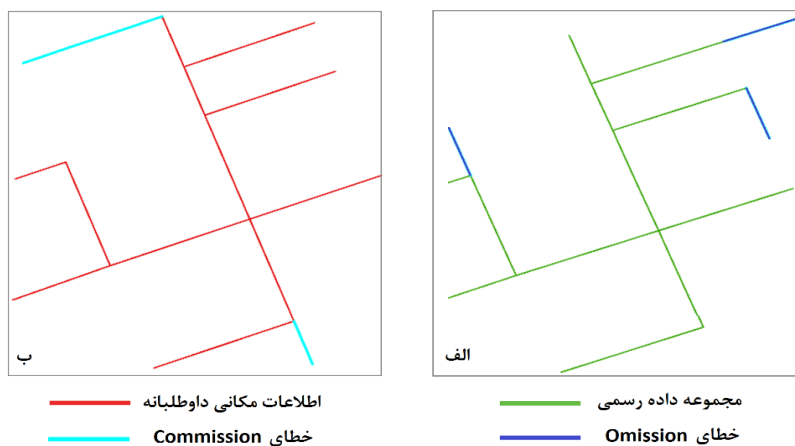 الف
ب
مجموعه داده رسمی
خطای Omission
اطلاعات مکانی داوطلبانه
خطای Commission